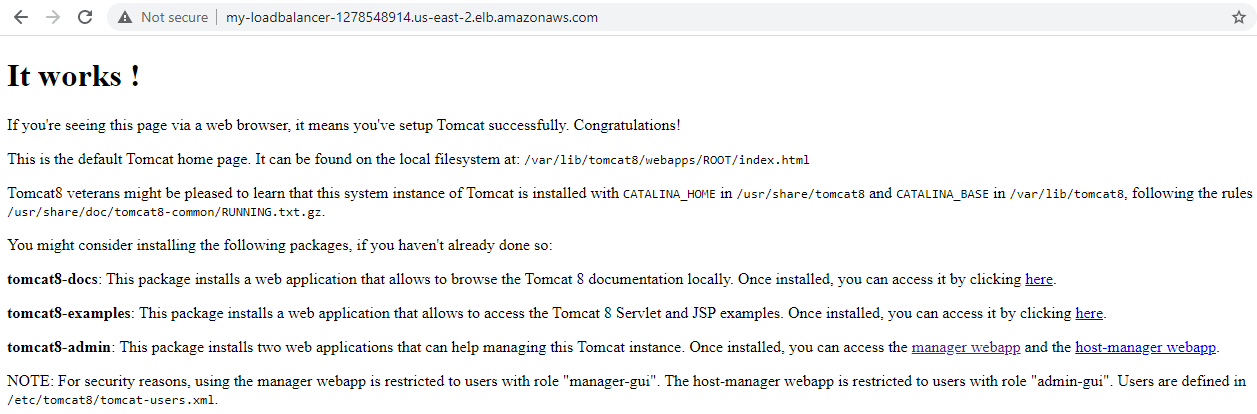 Not secure | my-loadbalancer-1278548914.us-east-2.elb.amazonaws.com
It works !
If you're seeing this page via a web browser, it means you've setup Tomcat successfully. Congratulations!
This is the default Tomcat home page. It can be found on the local filesystem at: /var/lib/tomcat8/webapps/ROOT/index.html
Tomcat8 veterans might be pleased to learn that this system instance of Tomcat is installed with CATALINA_HOME in /usr/share/tomcat8 and CATALINA_BASE in /var/lib/tomcat8, following the rules
/usr/share/doc/tomcat8-common/RUNNING.txt.gz.
You might consider installing the following packages, if you haven't already done so:
tomcat8-docs: This package installs a web application that allows to browse the Tomcat 8 documentation locally. Once installed, you can access it by clicking here.
tomcat8-examples: This package installs a web application that allows to access the Tomcat 8 Servlet and JSP examples. Once installed, you can access it by clicking here.
tomcat8-admin: This package installs two web applications that can help managing this Tomcat instance. Once installed, you can access the manager webapp and the host-manager webapp.
NOTE: For security reasons, using the manager webapp is restricted to users with role "manager-gui". The host-manager webapp is restricted to users with role "admin-gui". Users are defined in
/etc/tomcat8/tomcat-users.xml.